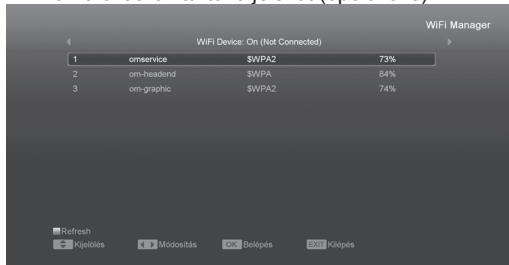 WiFi Manager
WiFi Device: On (Not Connected)
1 omservice $WPA2 73%
2 om-headend $WPA 84%
3 om-graphic $WPA2 74%
Refresh
Kijelölés Módosítás OK Belépés EXIT Kilépés